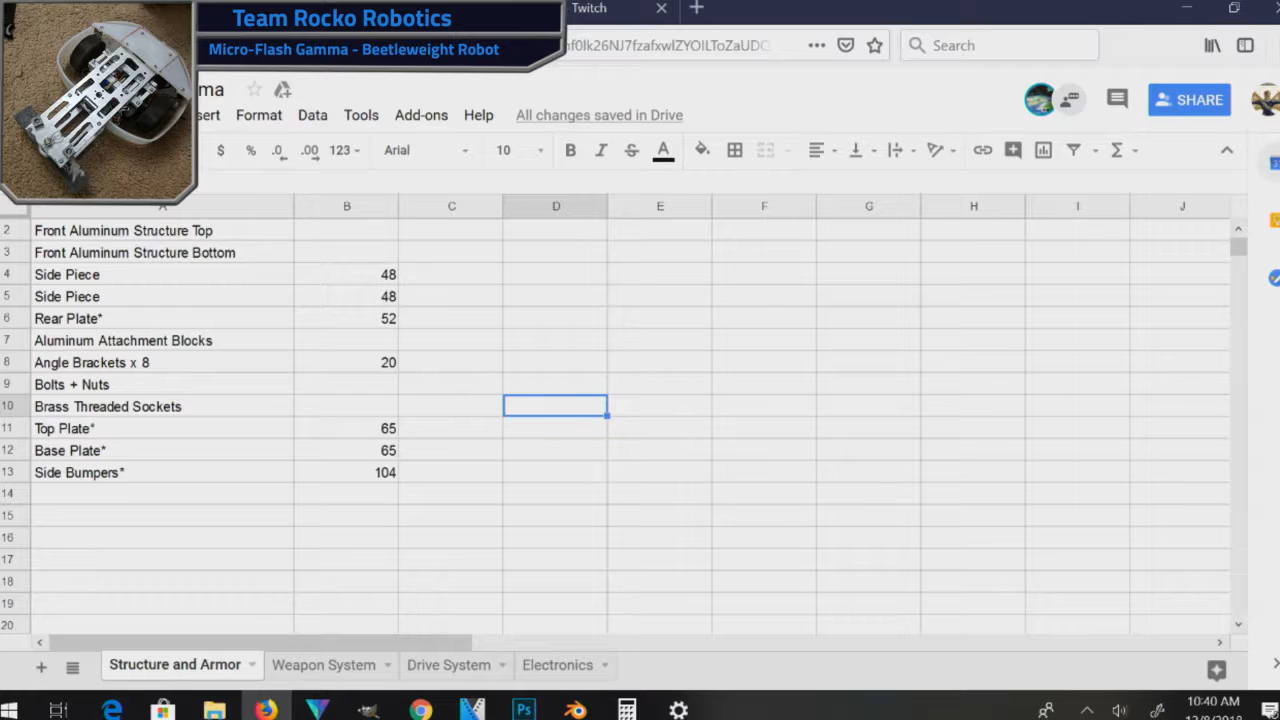 Team Rocko Robotics
Micro-Flash Gamma - Beetleweight Robot
Twitch
Search
ma
sert Format Data Tools Add-ons Help All changes saved in Drive
SHARE
$ % .0 .00 123 Arial 10 B I S A
A B C D E F G H I J
2 Front Aluminum Structure Top
3 Front Aluminum Structure Bottom
4 Side Piece 48
5 Side Piece 48
6 Rear Plate* 52
7 Aluminum Attachment Blocks
8 Angle Brackets x 8 20
9 Bolts + Nuts
10 Brass Threaded Sockets
11 Top Plate* 65
12 Base Plate* 65
13 Side Bumpers* 104
14
15
16
17
18
19
20
Structure and Armor Weapon System Drive System Electronics
Ps
10:40 AM